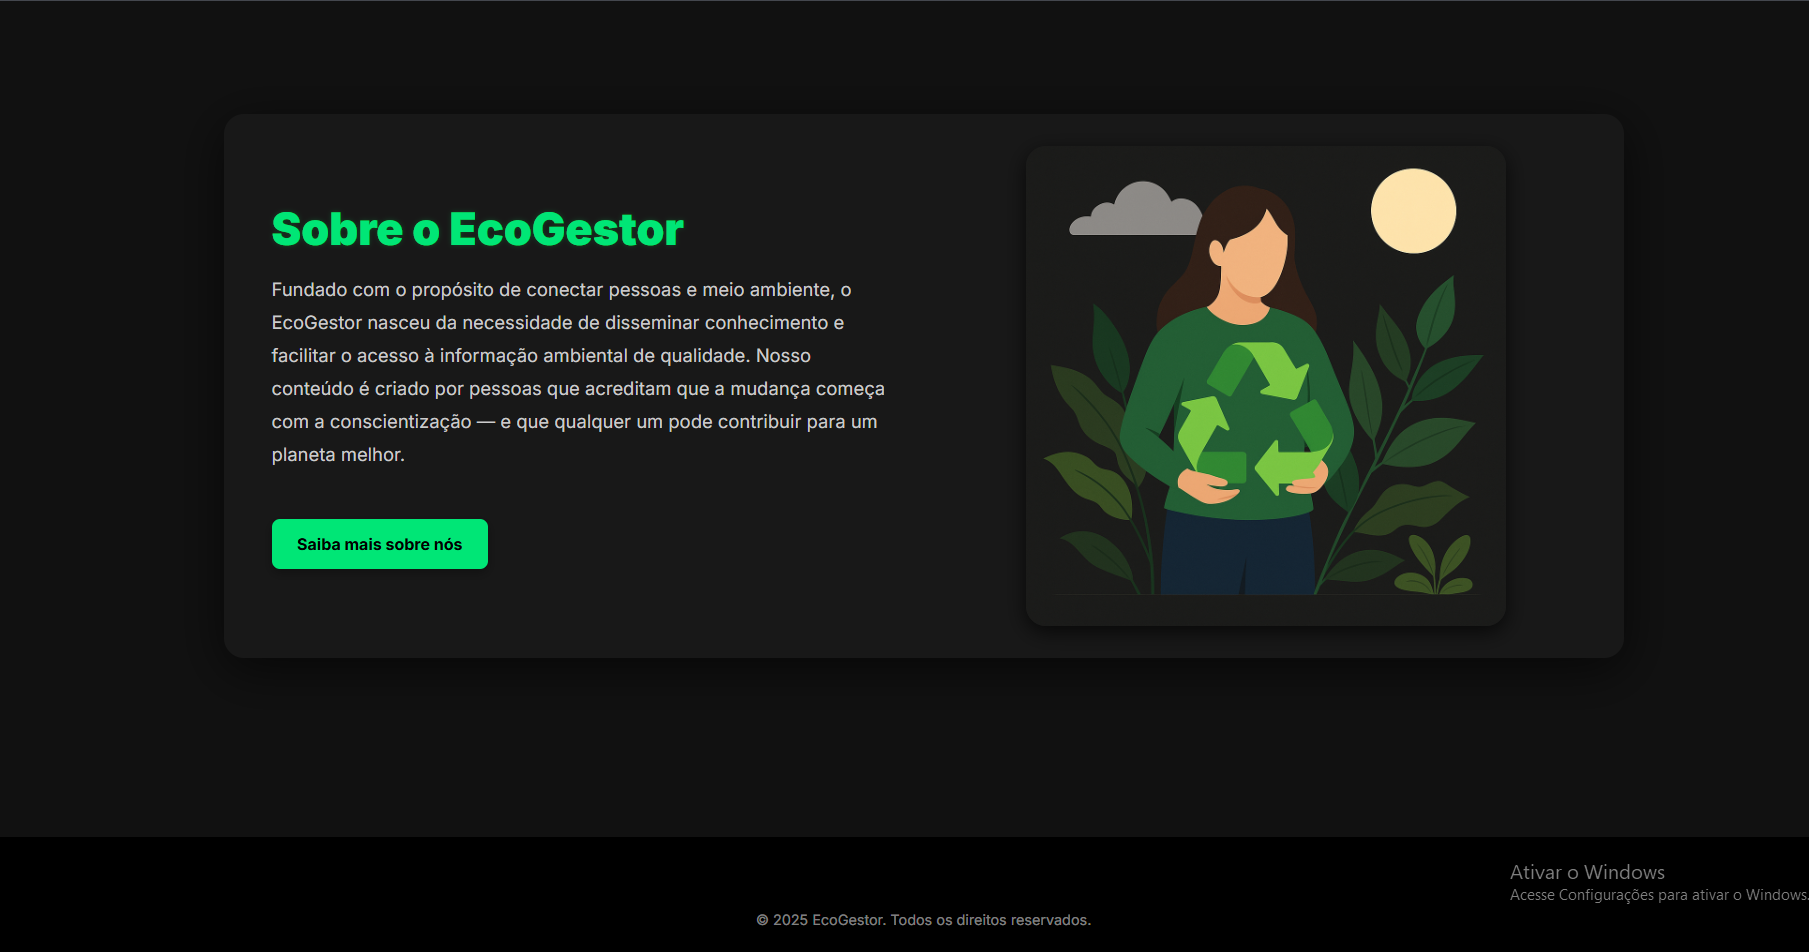 Sobre o EcoGestor
Fundado com o propósito de conectar pessoas e meio ambiente, o
EcoGestor nasceu da necessidade de disseminar conhecimento e
facilitar o acesso à informação ambiental de qualidade. Nosso
conteúdo é criado por pessoas que acreditam que a mudança começa
com a conscientização — e que qualquer um pode contribuir para um
planeta melhor.
Saiba mais sobre nós
Ativar o Windows
Acesse Configurações para ativar o Windows.
© 2025 EcoGestor. Todos os direitos reservados.